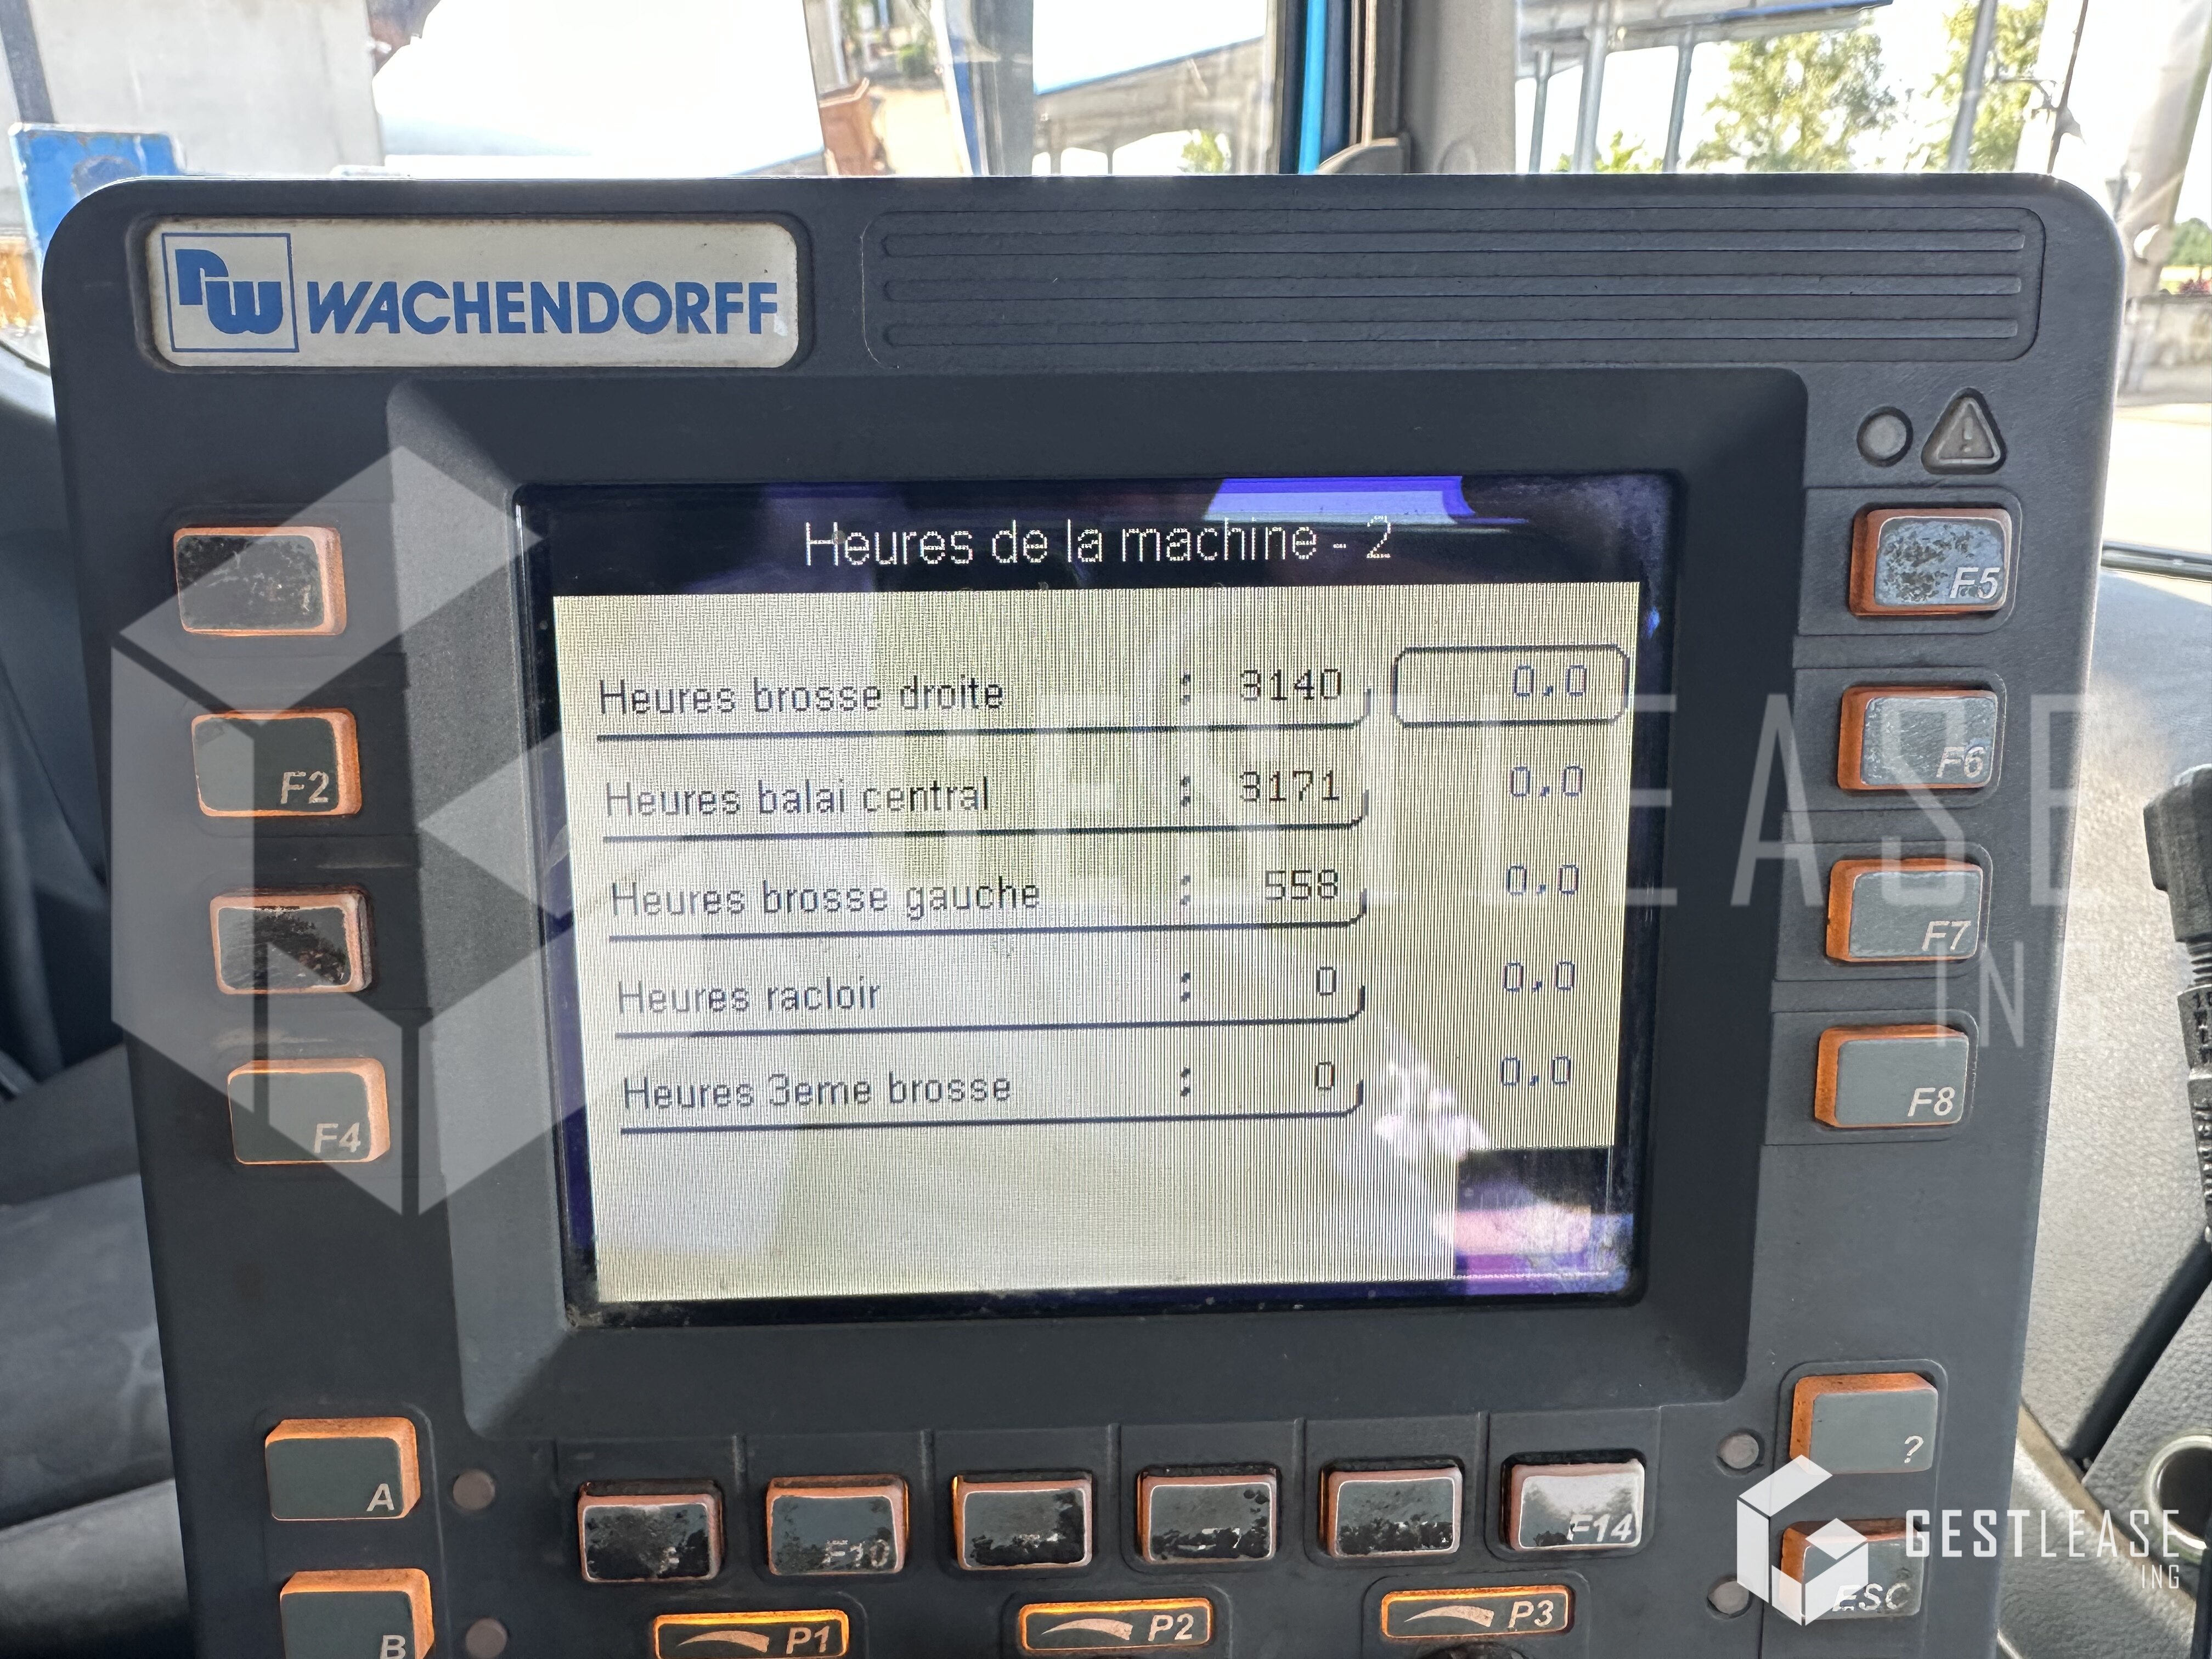 WACHENDORFF
Heures de la machine - 2
Heures brosse droite : 3140 0,0
Heures balai central : 3171 0,0
Heures brosse gauche : 558 0,0
Heures racloir : 0 0,0
Heures 3eme brosse : 0 0,0
F5
F2
F6
F7
F4
F8
A
?
F10
F14
B
ESC
P1
P2
P3
GESTLEASE
ING